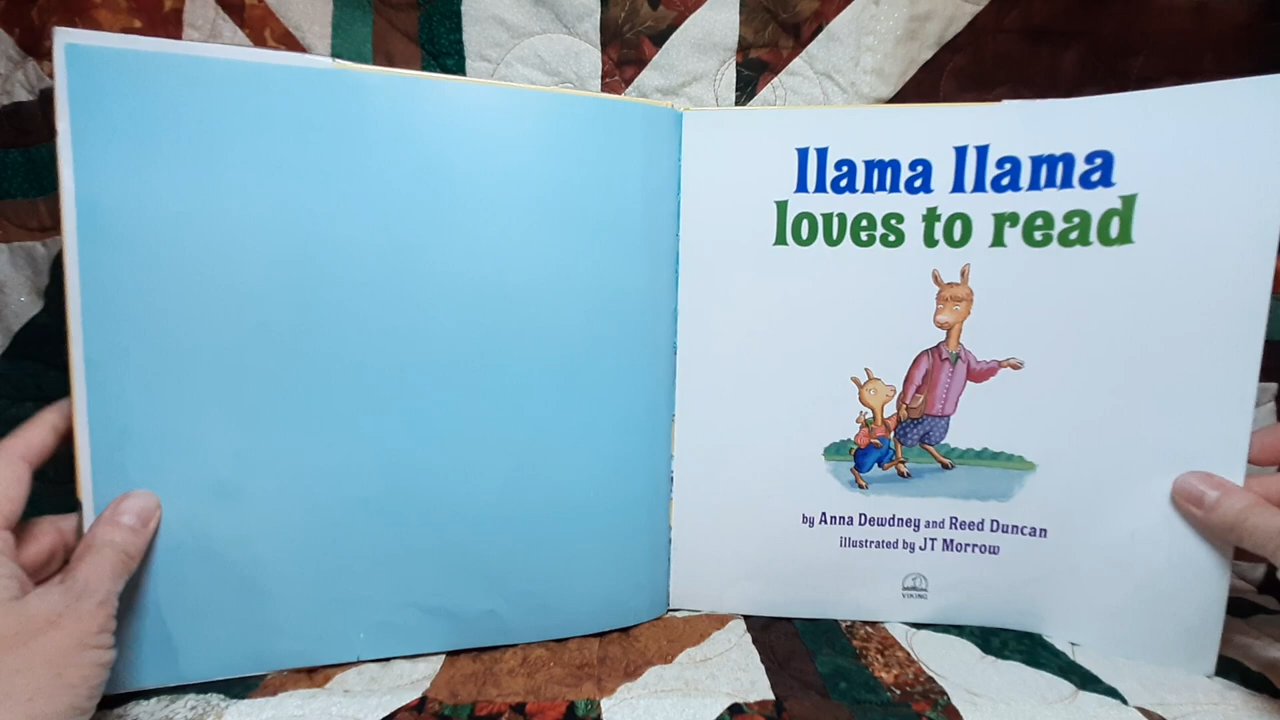 llama llama
loves to read
by Anna Dewdney and Reed Duncan
illustrated by JT Morrow
VIKING